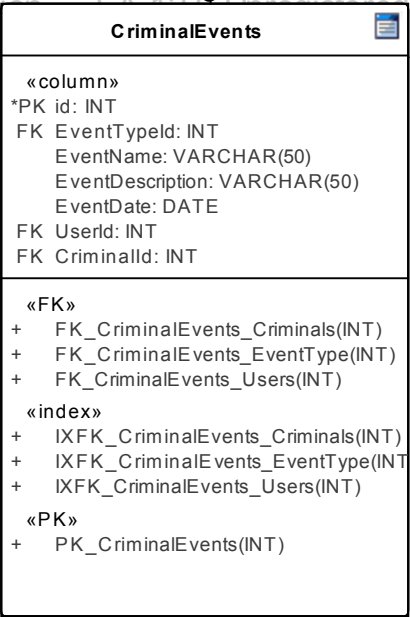 CriminalEvents
«column»
*PK id: INT
FK EventTypeId: INT
EventName: VARCHAR(50)
EventDescription: VARCHAR(50)
EventDate: DATE
FK UserId: INT
FK CriminalId: INT
«FK»
+ FK_CriminalEvents_Criminals(INT)
+ FK_CriminalEvents_EventType(INT)
+ FK_CriminalEvents_Users(INT)
«index»
+ IXFK_CriminalEvents_Criminals(INT)
+ IXFK_CriminalEvents_EventType(INT
+ IXFK_CriminalEvents_Users(INT)
«PK»
+ PK_CriminalEvents(INT)